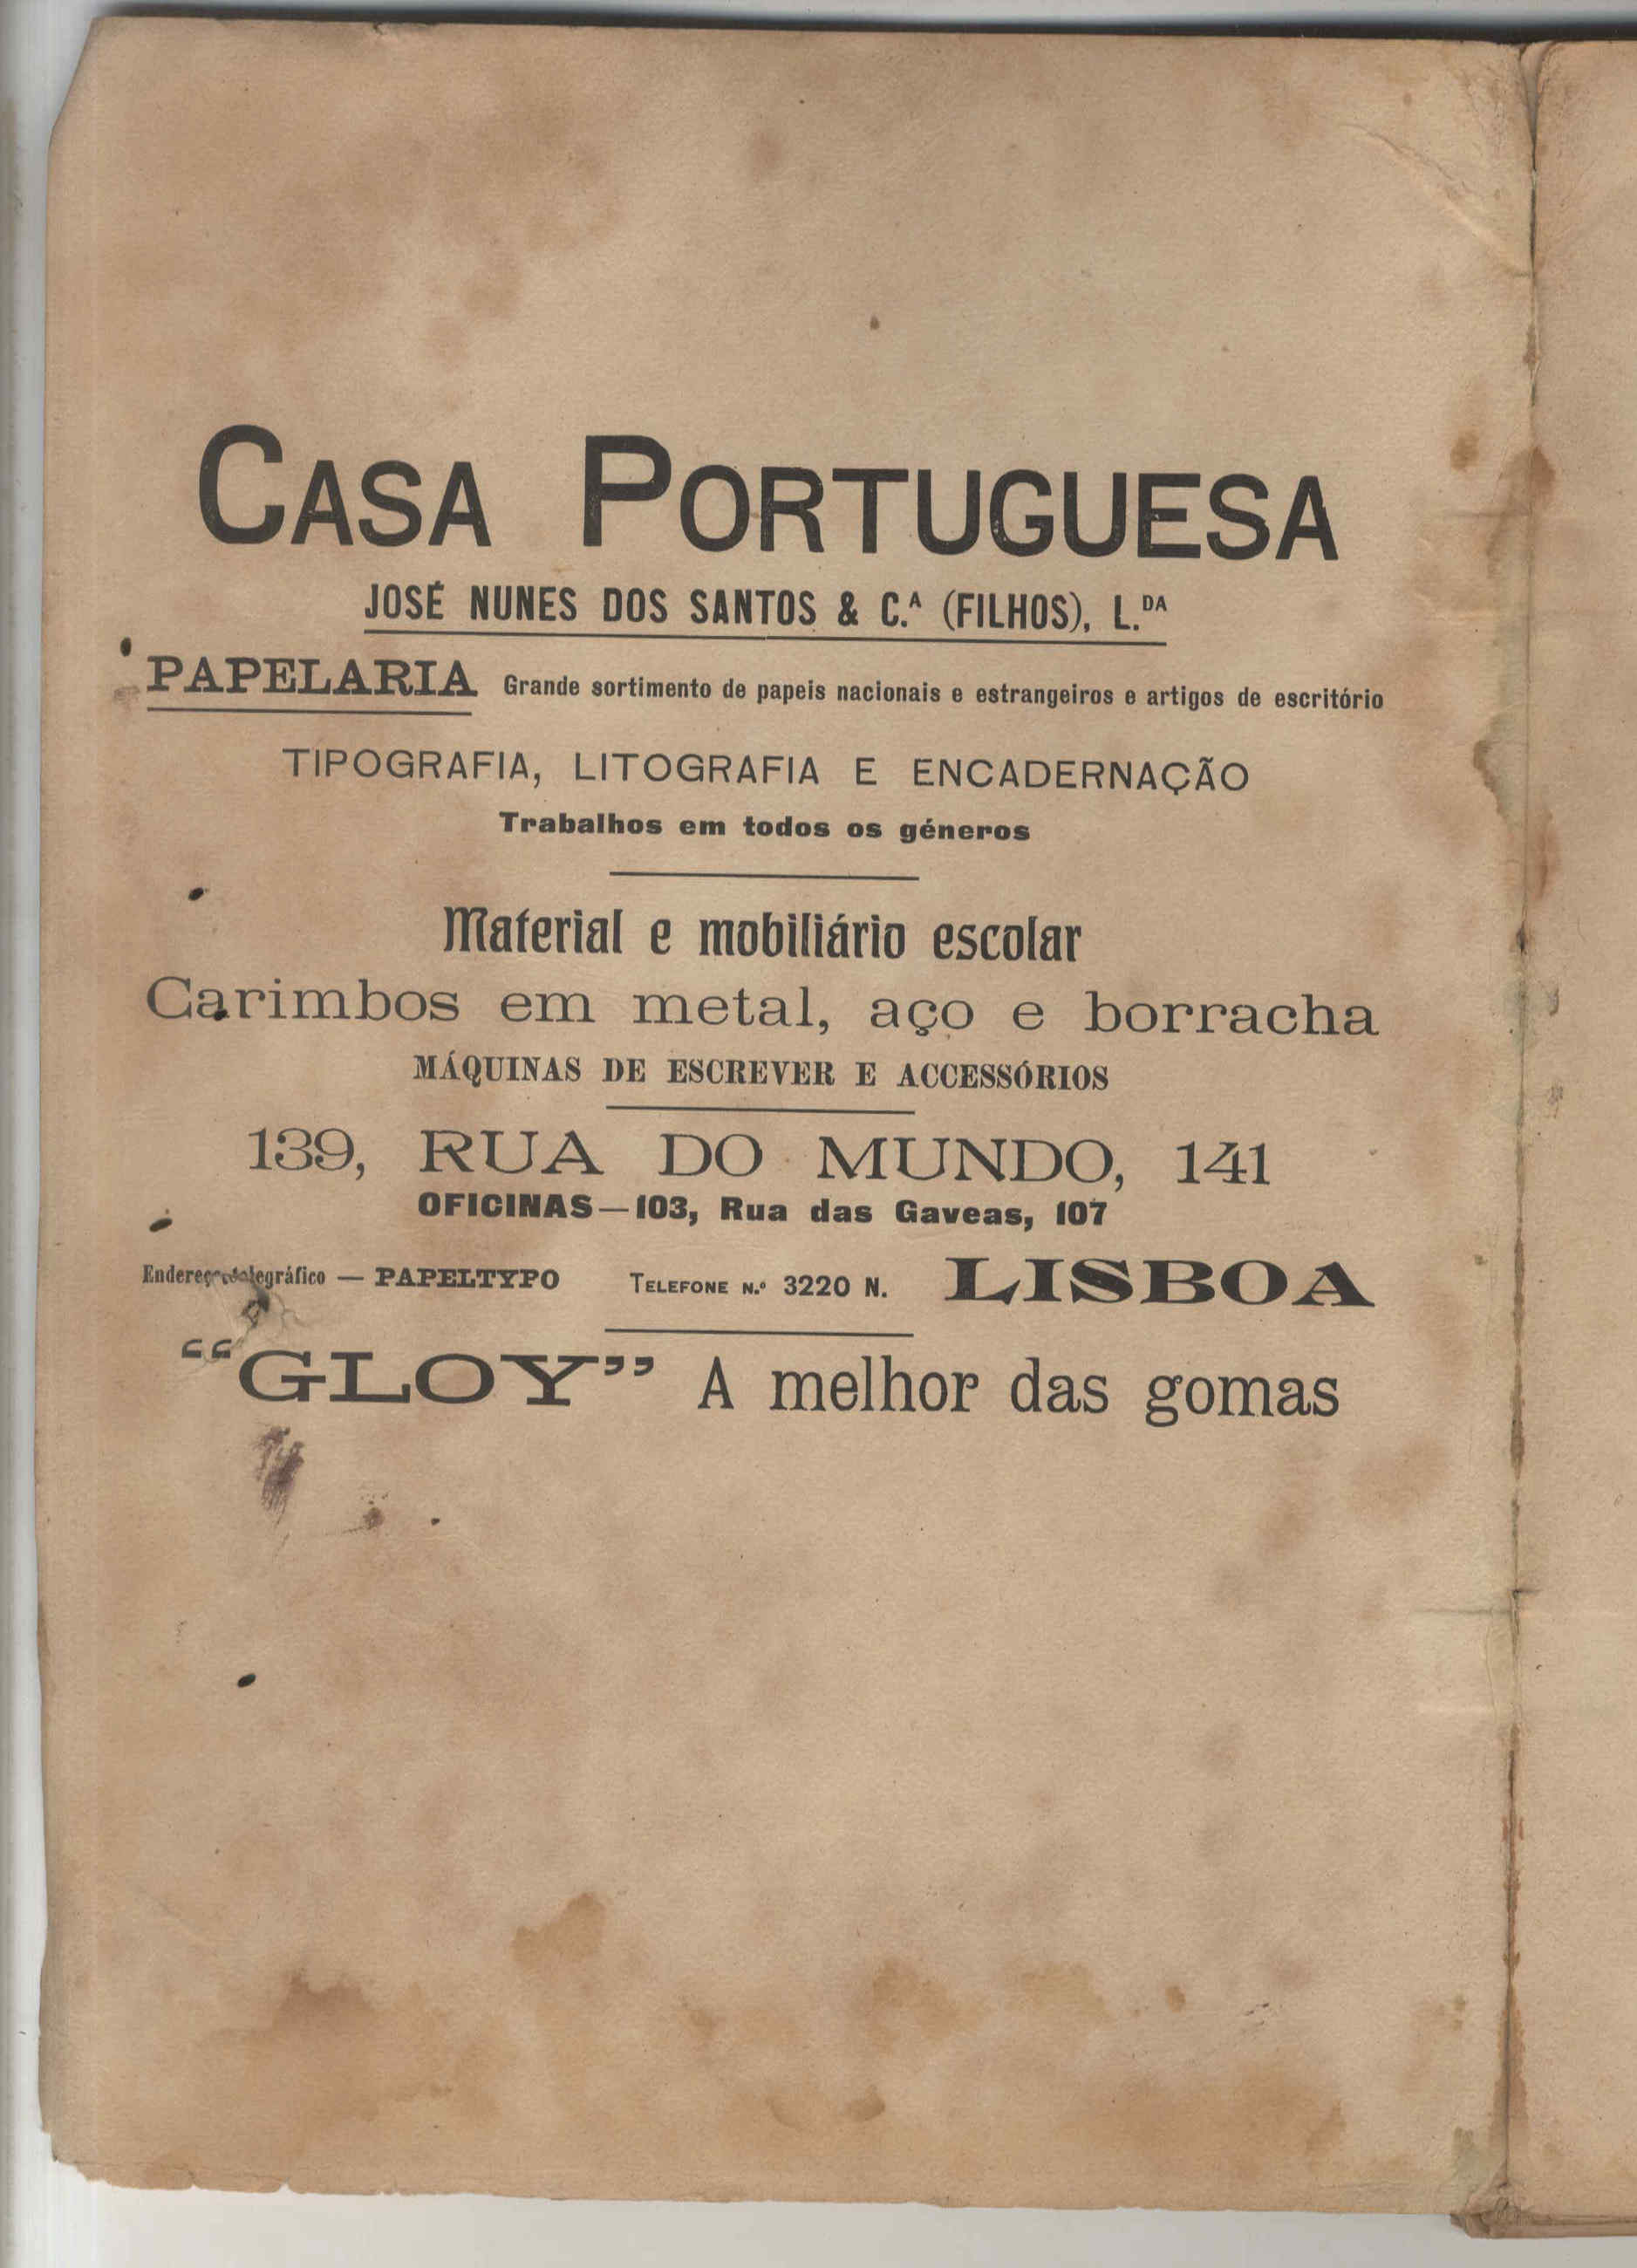 CASA PORTUGUESA
JOSÉ NUNES DOS SANTOS & C.A (FILHOS), L.DA
PAPELARIA Grande sortimento de papeis nacionais e estrangeiros e artigos de escritório
TIPOGRAFIA, LITOGRAFIA E ENCADERNAÇÃO
Trabalhos em todos os géneros
Material e mobiliário escolar
Carimbos em metal, aço e borracha
MÁQUINAS DE ESCREVER E ACCESSÓRIOS
139, RUA DO MUNDO, 141
OFICINAS—103, Rua das Gaveas, 107
Endereço telegráfico — PAPELTYPO TELEFONE N.º 3220 N. LISBOA
“GLOY” A melhor das gomas